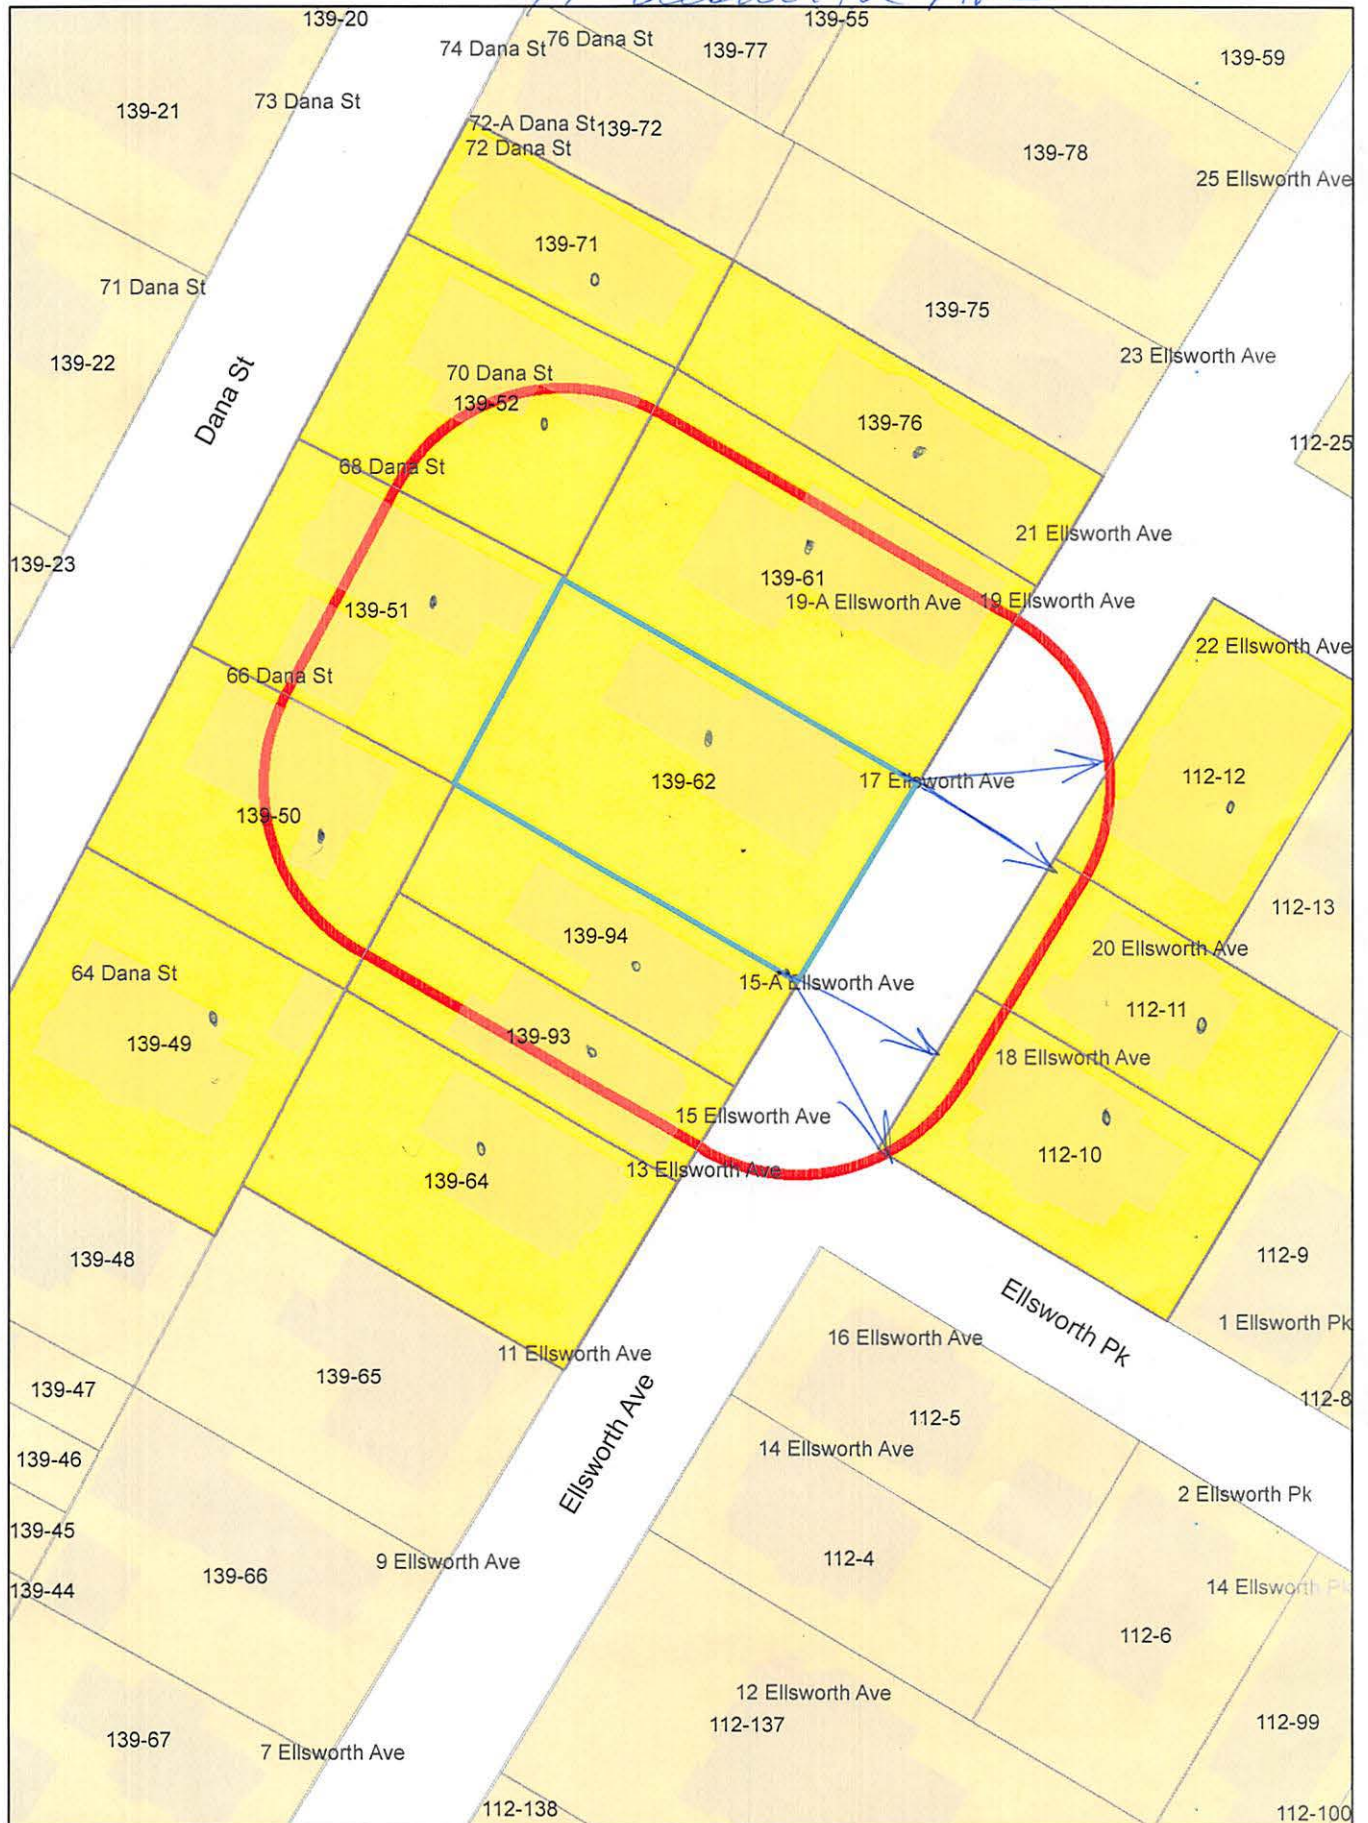 139-20
139-55
74 Dana St
76 Dana St
139-77
139-59
73 Dana St
139-21
72-A Dana St
139-72
72 Dana St
139-78
25 Ellsworth Ave
139-71
71 Dana St
139-75
23 Ellsworth Ave
139-22
Dana St
70 Dana St
139-52
139-76
112-25
68 Dana St
21 Ellsworth Ave
139-23
139-61
139-51
19-A Ellsworth Ave
19 Ellsworth Ave
22 Ellsworth Ave
66 Dana St
139-62
17 Ellsworth Ave
112-12
139-50
112-13
139-94
20 Ellsworth Ave
64 Dana St
15-A Ellsworth Ave
112-11
139-49
139-93
18 Ellsworth Ave
15 Ellsworth Ave
112-10
13 Ellsworth Ave
139-64
139-48
112-9
Ellsworth Pk
1 Ellsworth Pk
16 Ellsworth Ave
11 Ellsworth Ave
139-65
139-47
112-8
112-5
Ellsworth Ave
14 Ellsworth Ave
139-46
2 Ellsworth Pk
139-45
112-4
9 Ellsworth Ave
139-66
139-44
14 Ellsworth Pk
112-6
12 Ellsworth Ave
112-137
112-99
139-67
7 Ellsworth Ave
112-138
112-100